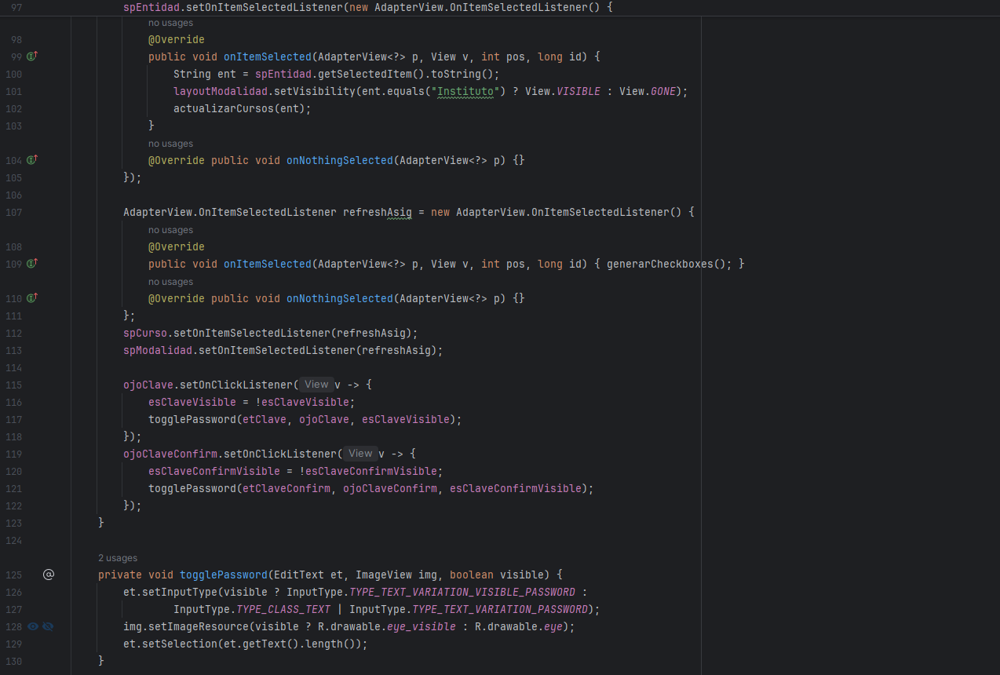 97 spEntidad.setOnItemSelectedListener(new AdapterView.OnItemSelectedListener() {
no usages
98 @Override
99 public void onItemSelected(AdapterView<?> p, View v, int pos, long id) {
100 String ent = spEntidad.getSelectedItem().toString();
101 layoutModalidad.setVisibility(ent.equals("Instituto") ? View.VISIBLE : View.GONE);
102 actualizarCursos(ent);
103 }
no usages
104 @Override public void onNothingSelected(AdapterView<?> p) {}
105 });
106
107 AdapterView.OnItemSelectedListener refreshAsig = new AdapterView.OnItemSelectedListener() {
no usages
108 @Override
109 public void onItemSelected(AdapterView<?> p, View v, int pos, long id) { generarCheckboxes(); }
no usages
110 @Override public void onNothingSelected(AdapterView<?> p) {}
111 };
112 spCurso.setOnItemSelectedListener(refreshAsig);
113 spModalidad.setOnItemSelectedListener(refreshAsig);
114
115 ojoClave.setOnClickListener( View v -> {
116 esClaveVisible = !esClaveVisible;
117 togglePassword(etClave, ojoClave, esClaveVisible);
118 });
119 ojoClaveConfirm.setOnClickListener( View v -> {
120 esClaveConfirmVisible = !esClaveConfirmVisible;
121 togglePassword(etClaveConfirm, ojoClaveConfirm, esClaveConfirmVisible);
122 });
123 }
124
2 usages
125 @ private void togglePassword(EditText et, ImageView img, boolean visible) {
126 et.setInputType(visible ? InputType.TYPE_TEXT_VARIATION_VISIBLE_PASSWORD :
127 InputType.TYPE_CLASS_TEXT | InputType.TYPE_TEXT_VARIATION_PASSWORD);
128 img.setImageResource(visible ? R.drawable.eye_visible : R.drawable.eye);
129 et.setSelection(et.getText().length());
130 }